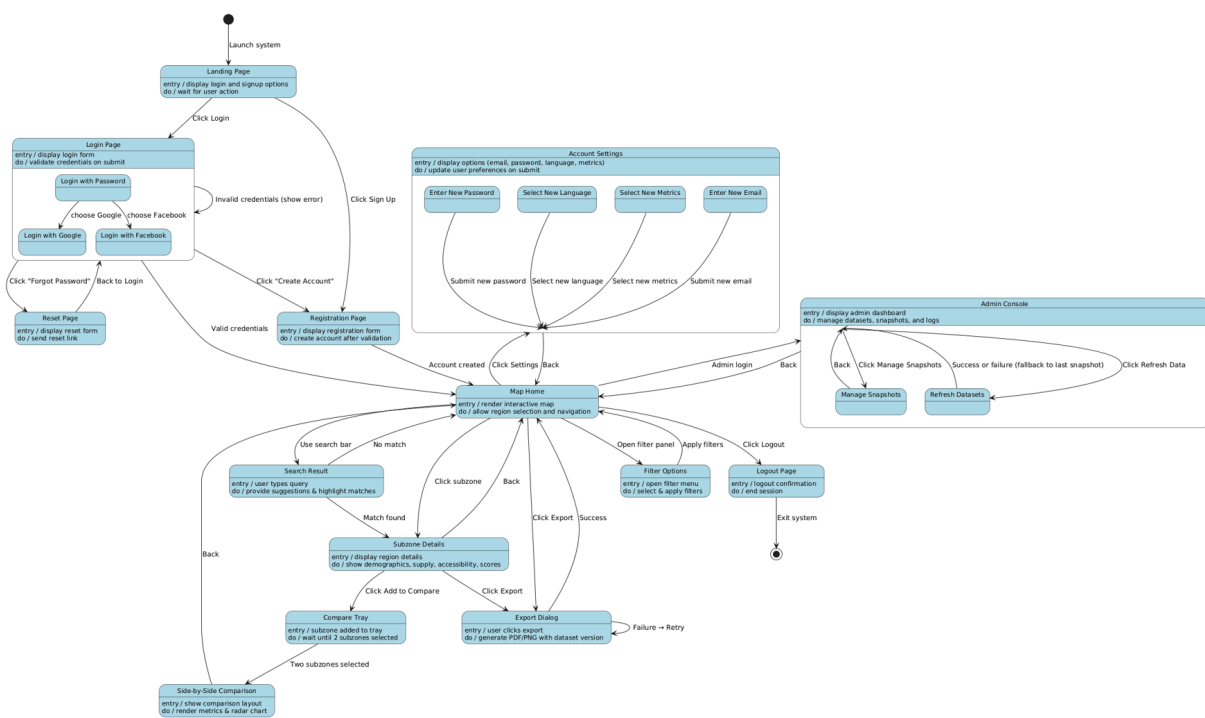 Launch system
Landing Page
entry / display login and signup options
do / wait for user action
Click Login
Click Sign Up
Login Page
entry / display login form
do / validate credentials on submit
Login with Password
choose Google
choose Facebook
Login with Google
Login with Facebook
Invalid credentials (show error)
Click "Forgot Password"
Back to Login
Click "Create Account"
Reset Page
entry / display reset form
do / send reset link
Valid credentials
Registration Page
entry / display registration form
do / create account after validation
Account created
Account Settings
entry / display options (email, password, language, metrics)
do / update user preferences on submit
Enter New Password
Select New Language
Select New Metrics
Enter New Email
Submit new password
Select new language
Select new metrics
Submit new email
Click Settings
Back
Admin Console
entry / display admin dashboard
do / manage datasets, snapshots, and logs
Back
Click Manage Snapshots
Success or failure (fallback to last snapshot)
Click Refresh Data
Manage Snapshots
Refresh Datasets
Admin login
Back
Map Home
entry / render interactive map
do / allow region selection and navigation
Use search bar
No match
Click subzone
Back
Click Export
Success
Open filter panel
Apply filters
Click Logout
Search Result
entry / user types query
do / provide suggestions & highlight matches
Filter Options
entry / open filter menu
do / select & apply filters
Logout Page
entry / logout confirmation
do / end session
Match found
Exit system
Subzone Details
entry / display region details
do / show demographics, supply, accessibility, scores
Back
Click Add to Compare
Click Export
Compare Tray
entry / subzone added to tray
do / wait until 2 subzones selected
Export Dialog
entry / user clicks export
do / generate PDF/PNG with dataset version
Failure → Retry
Two subzones selected
Side-by-Side Comparison
entry / show comparison layout
do / render metrics & radar chart